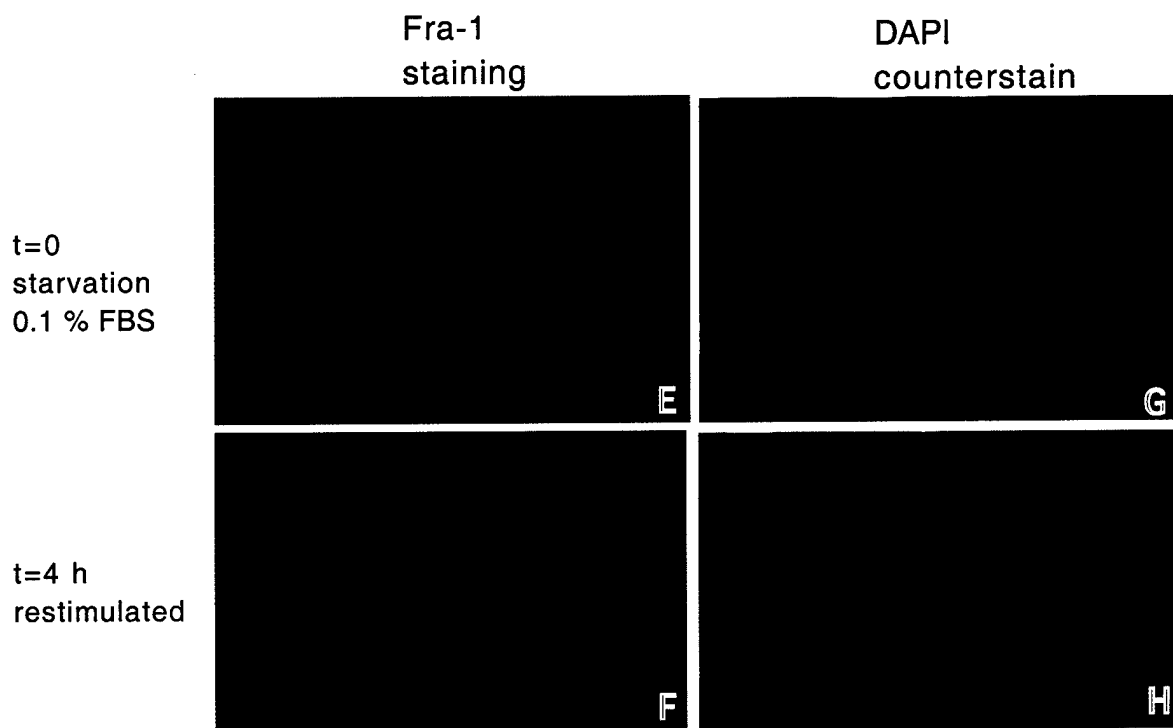 Fra-1
staining
DAPI
counterstain
t=0
starvation
0.1 % FBS
E
G
t=4 h
restimulated
F
H